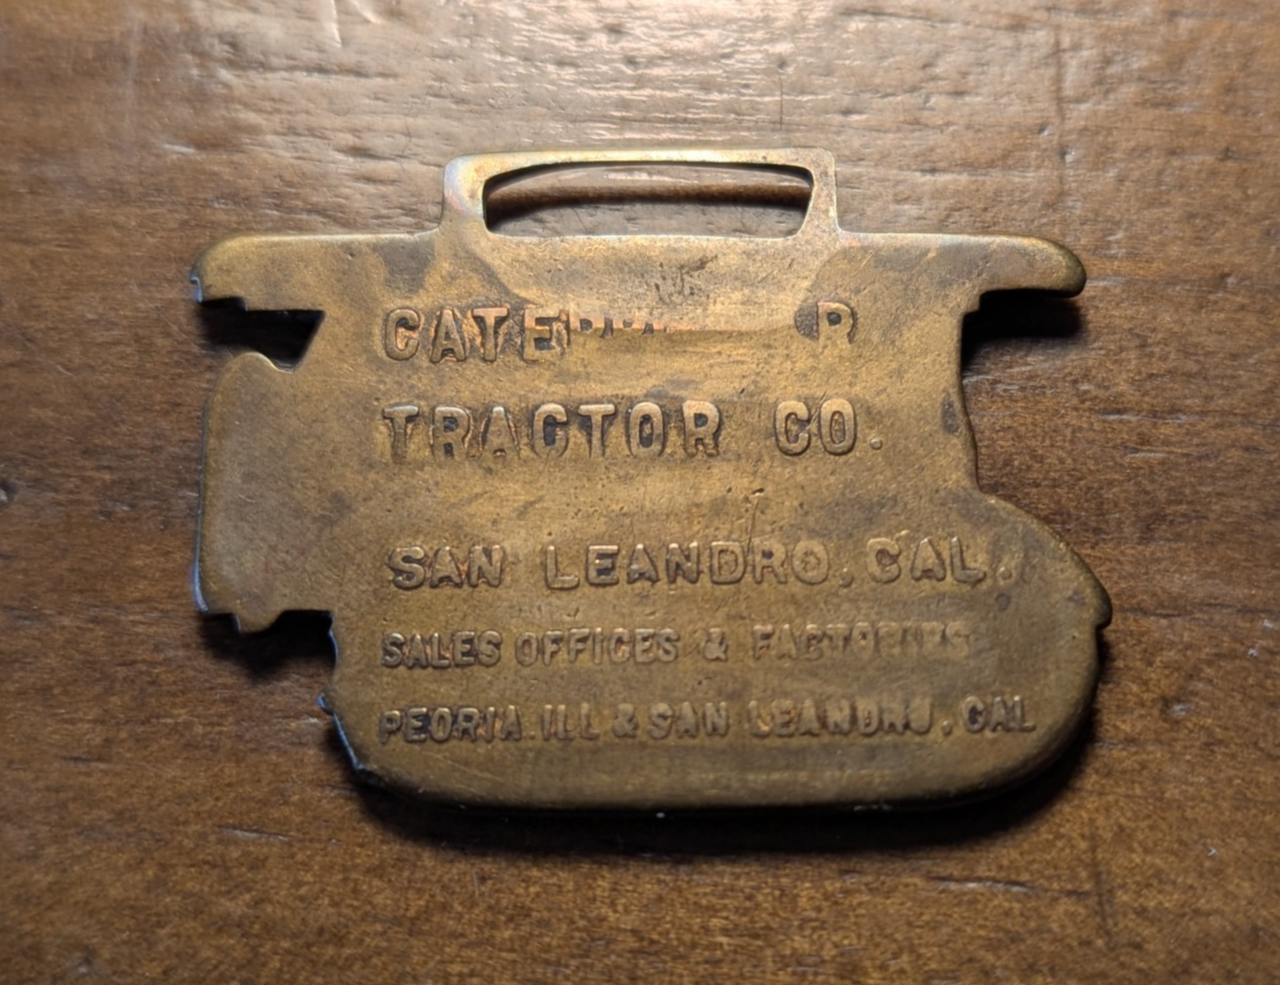 TRACTOR CO.
SAN LEANDRO, CAL.
SALES OFFICES & FACTORIES
PEORIA. ILL & SAN LEANDRO, CAL